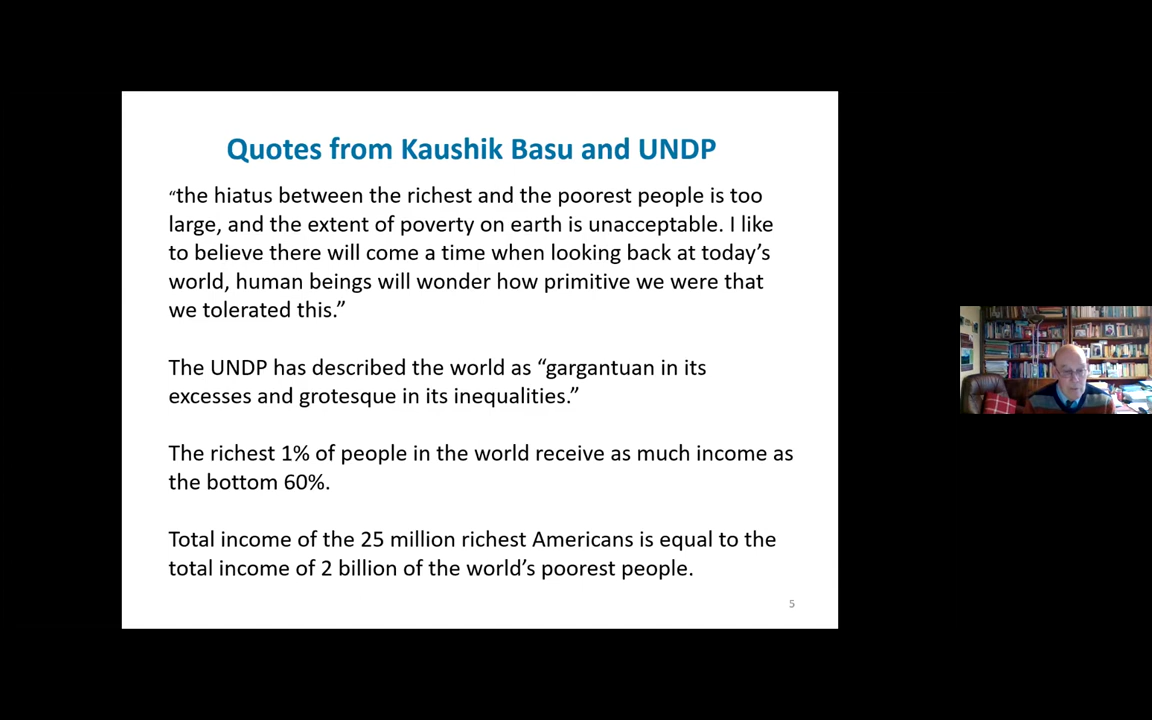 Quotes from Kaushik Basu and UNDP
“the hiatus between the richest and the poorest people is too
large, and the extent of poverty on earth is unacceptable. I like
to believe there will come a time when looking back at today’s
world, human beings will wonder how primitive we were that
we tolerated this.”
The UNDP has described the world as “gargantuan in its
excesses and grotesque in its inequalities.”
The richest 1% of people in the world receive as much income as
the bottom 60%.
Total income of the 25 million richest Americans is equal to the
total income of 2 billion of the world’s poorest people.
5